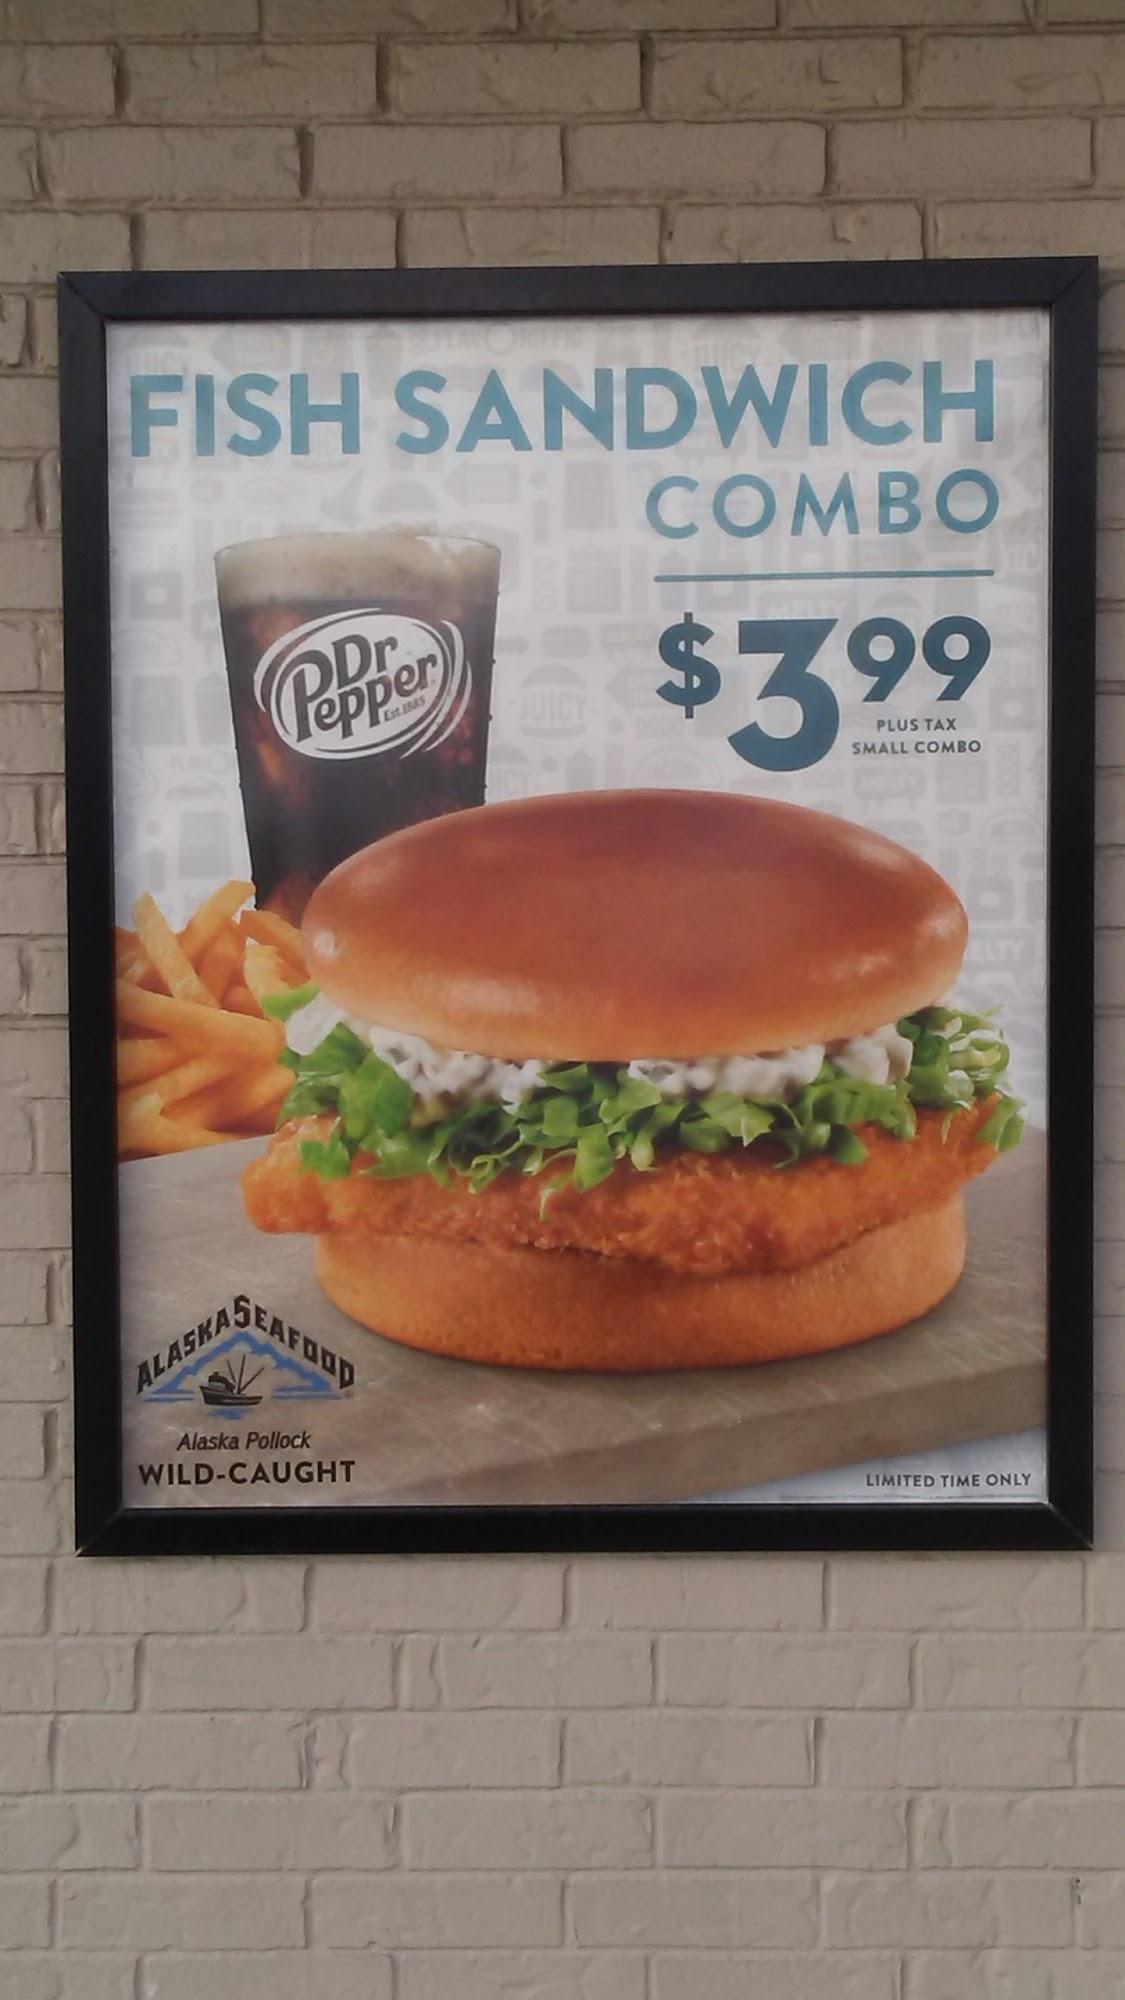 FISH SANDWICH
COMBO
$3.99
PLUS TAX
SMALL COMBO
Dr
Pepper
Est.1885
JUICY
ALASKA SEAFOOD
Alaska Pollock
WILD-CAUGHT
LIMITED TIME ONLY